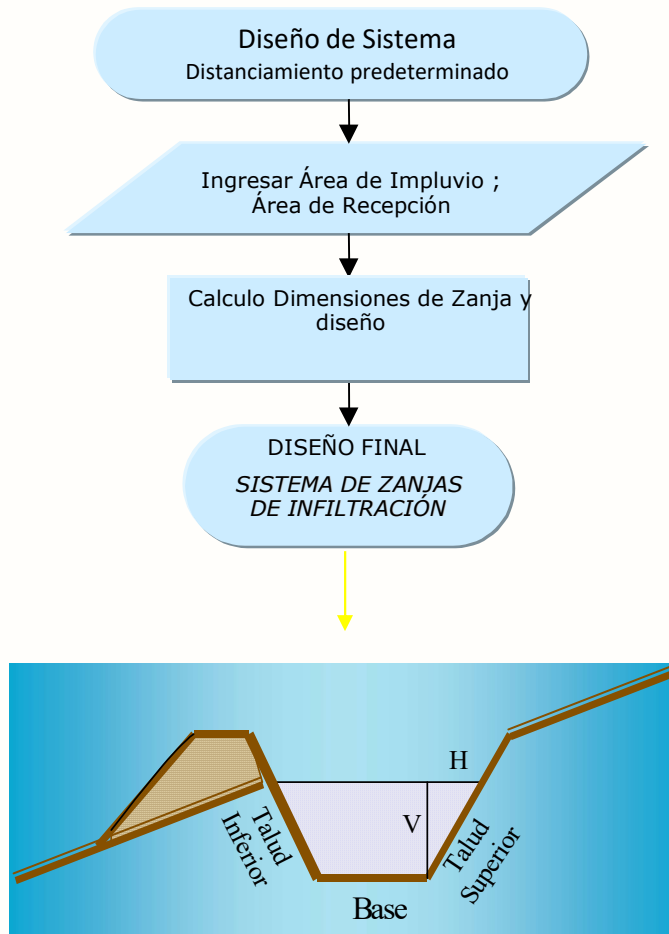 Diseño de Sistema
Distanciamiento predeterminado
Ingresar Área de Impluvio ;
Área de Recepción
Calculo Dimensiones de Zanja y
diseño
DISEÑO FINAL
SISTEMA DE ZANJAS
DE INFILTRACIÓN
H
V
Talud
Inferior
Talud
Superior
Base